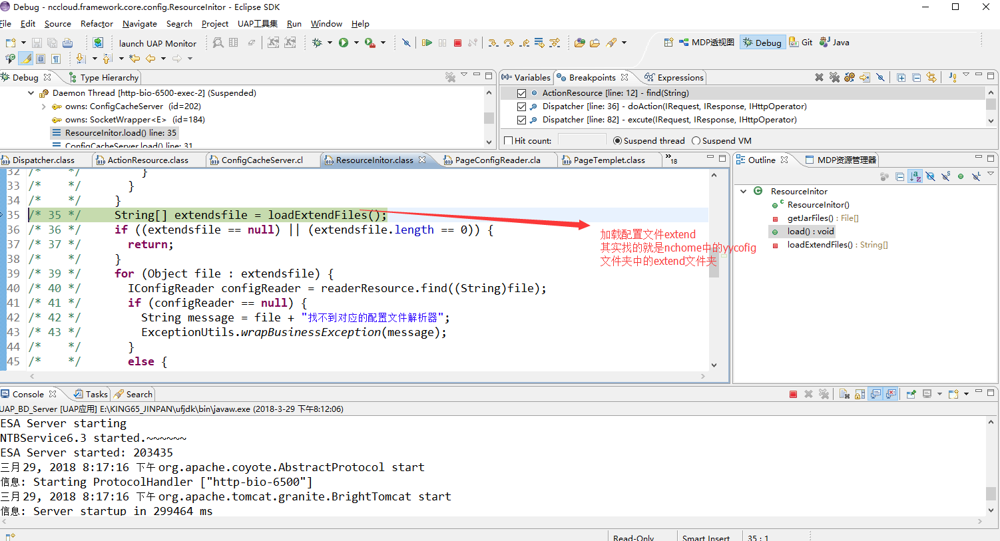 Debug - nccloud.framework.core.config.ResourceInitor - Eclipse SDK
File Edit Source Refactor Navigate Search Project UAP工具集 Run Window Help
launch UAP Monitor
MDP透视图 Debug Git Java
Debug Type Hierarchy
Daemon Thread [http-bio-6500-exec-2] (Suspended)
owns: ConfigCacheServer (id=202)
owns: SocketWrapper<E> (id=184)
ResourceInitor.load() line: 35
ConfigCacheServer.load() line: 31
(x)= Variables Breakpoints Expressions
ActionResource [line: 12] - find(String)
Dispatcher [line: 36] - doAction(IRequest, IResponse, IHttpOperator)
Dispatcher [line: 82] - excute(IRequest, IResponse, IHttpOperator)
Hit count: Suspend thread Suspend VM
Dispatcher.class ActionResource.class ConfigCacheServer.cl ResourceInitor.class PageConfigReader.cla PageTemplet.class »18
32 /* */ }
33 /* */ }
34 /* */ }
35 /* 35 */ String[] extendsfile = loadExtendFiles();
36 /* 36 */ if ((extendsfile == null) || (extendsfile.length == 0)) {
37 /* 37 */ return;
38 /* */ }
39 /* 39 */ for (Object file : extendsfile) {
40 /* 40 */ IConfigReader configReader = readerResource.find((String)file);
41 /* 41 */ if (configReader == null) {
42 /* 42 */ String message = file + "找不到对应的配置文件解析器";
43 /* 43 */ ExceptionUtils.wrapBusinessException(message);
44 /* */ }
45 /* */ else {
加载配置文件extend
其实找的就是nchome中的yycofig
文件夹中的extend文件夹
Outline MDP资源管理器
ResourceInitor
ResourceInitor()
getJarFiles() : File[]
load() : void
loadExtendFiles() : String[]
Console Tasks Search
UAP_BD_Server [UAP应用] E:\KING65_JINPAN\ufjdk\bin\javaw.exe (2018-3-29 下午8:12:06)
ESA Server starting
NTBService6.3 started.~~~~~~
ESA Server started: 203435
三月 29, 2018 8:17:16 下午 org.apache.coyote.AbstractProtocol start
信息: Starting ProtocolHandler ["http-bio-6500"]
三月 29, 2018 8:17:16 下午 org.apache.tomcat.granite.BrightTomcat start
信息: Server startup in 299464 ms
Read-Only Smart Insert 35 : 1